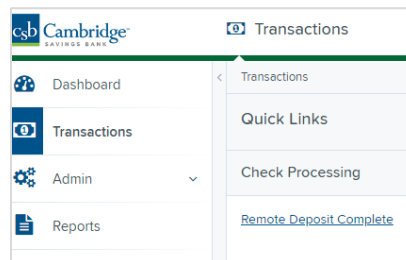 csb Cambridge
SAVINGS BANK
Transactions
Dashboard
Transactions
Admin
Reports
Transactions
Quick Links
Check Processing
Remote Deposit Complete